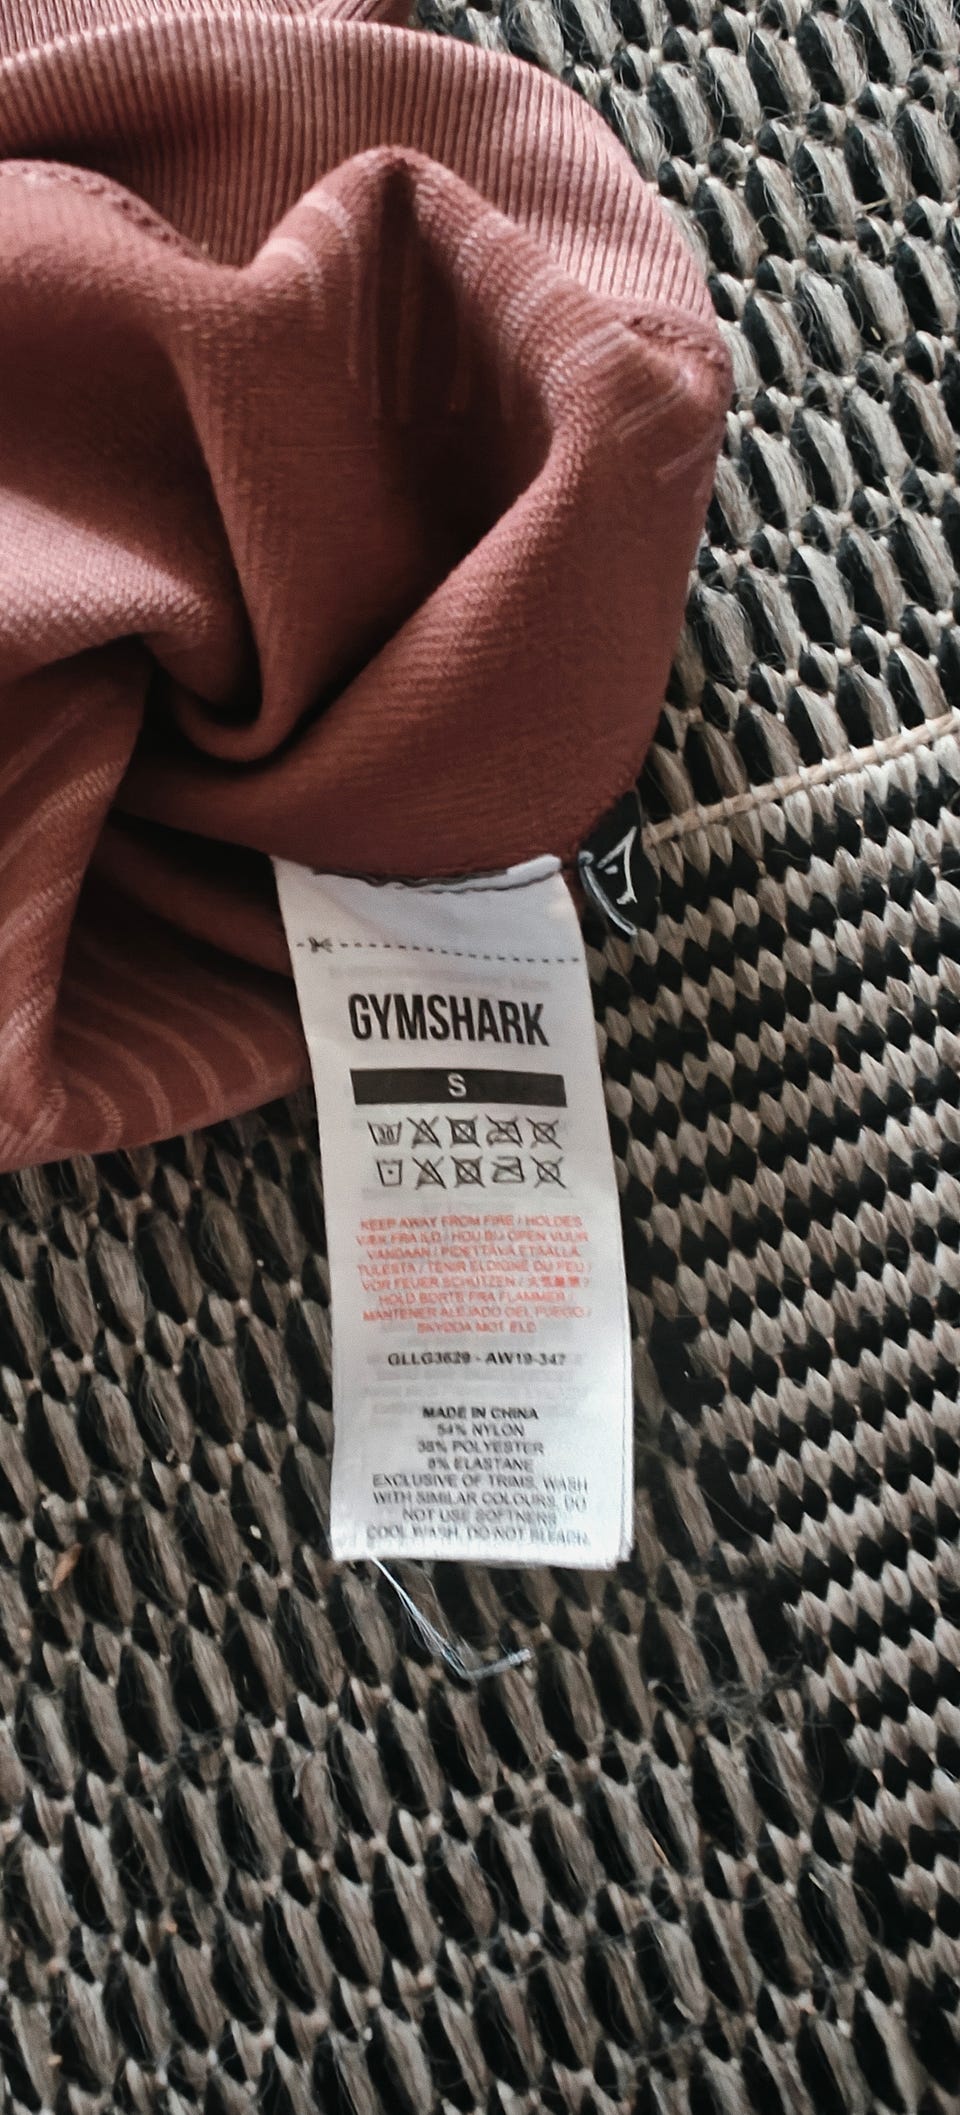 GYMSHARK
S
30
KEEP AWAY FROM FIRE / HOLDES
VÆK FRA ILD / HOU BIJ OPEN VUUR
VANDAAN / PIDETTÄVÄ ETÄÄLLÄ
TULESTA / TENIR ÉLOIGNÉ DU FEU /
VOR FEUER SCHÜTZEN /
HOLD BORTE FRA FLAMMER /
MANTENER ALEJADO DEL FUEGO /
SKYDDA MOT ELD
GLLG3629 - AW19-347
MADE IN CHINA
54% NYLON
38% POLYESTER
8% ELASTANE
EXCLUSIVE OF TRIMS, WASH
WITH SIMILAR COLOURS, DO
NOT USE SOFTNERS
COOL WASH, DO NOT BLEACH,